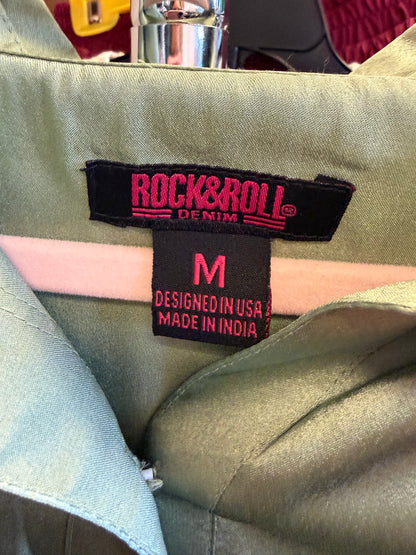 ROCK&ROLL®
DENIM
M
DESIGNED IN USA
MADE IN INDIA